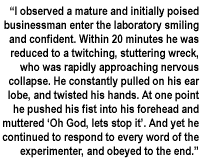 “I observed a mature and initially poised
businessman enter the laboratory smiling
and confident. Within 20 minutes he was
reduced to a twitching, stuttering wreck,
who was rapidly approaching nervous
collapse. He constantly pulled on his ear
lobe, and twisted his hands. At one point
he pushed his fist into his forehead and
muttered ‘Oh God, lets stop it’. And yet he
continued to respond to every word of the
experimenter, and obeyed to the end.”